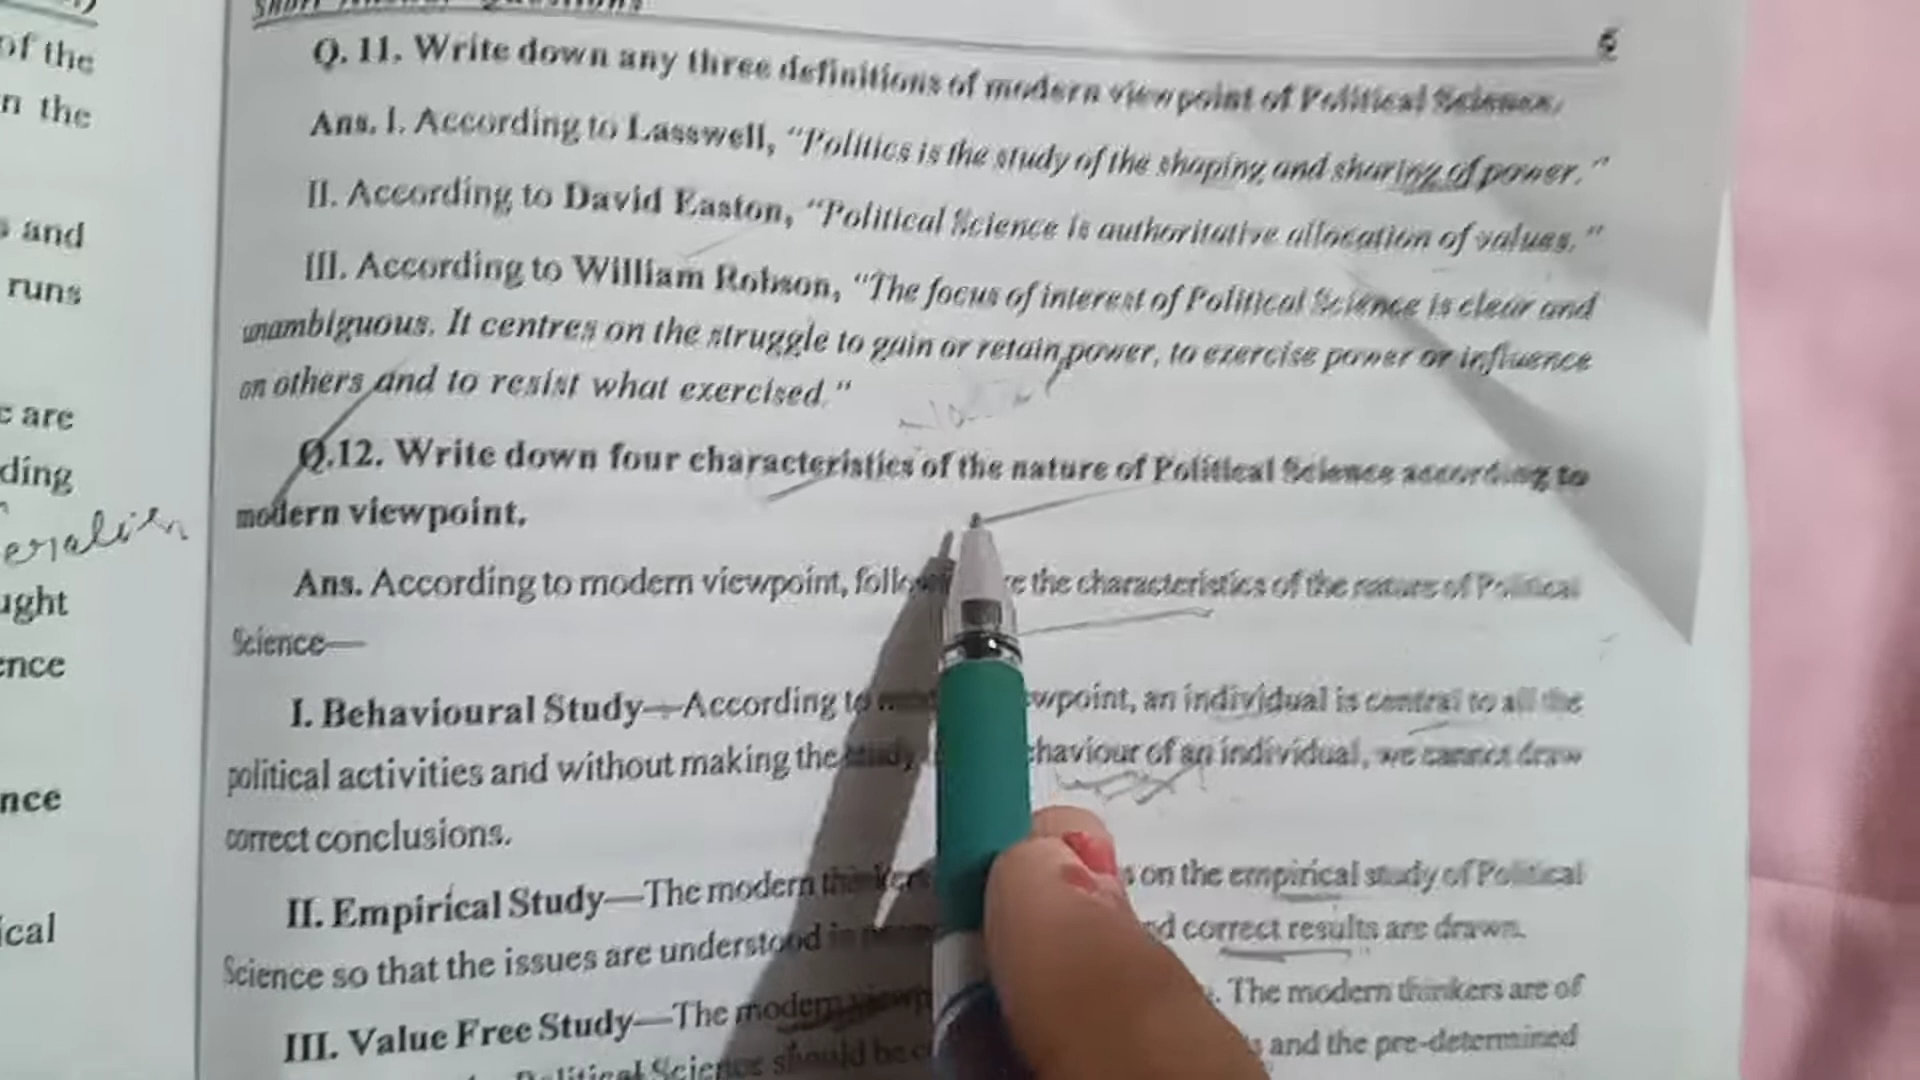 of the
n the
s and
runs
are
ding
eralien
ught
ence
nce
ical
Short Answer Questions
Q. 11. Write down any three definitions of modern viewpoint of Political Science.
Ans. I. According to Lasswell, "Politics is the study of the shaping and sharing of power."
II. According to David Easton, "Political Science is authoritative allocation of values."
III. According to William Robson, "The focus of interest of Political Science is clear and
unambiguous. It centres on the struggle to gain or retain power, to exercise power or influence
on others and to resist what exercised."
Q.12. Write down four characteristics of the nature of Political Science according to
modern viewpoint.
Ans. According to modern viewpoint, foll the characteristics of the nature of Political
Science—
I. Behavioural Study—According to wpoint, an individual is central to all the
political activities and without making the study haviour of an individual, we cannot draw
correct conclusions.
II. Empirical Study—The modern thinkers on the empirical study of Political
Science so that the issues are understood in d correct results are drawn.
III. Value Free Study—The modern viewp . The modern thinkers are of
Political Science should be and the pre-determined